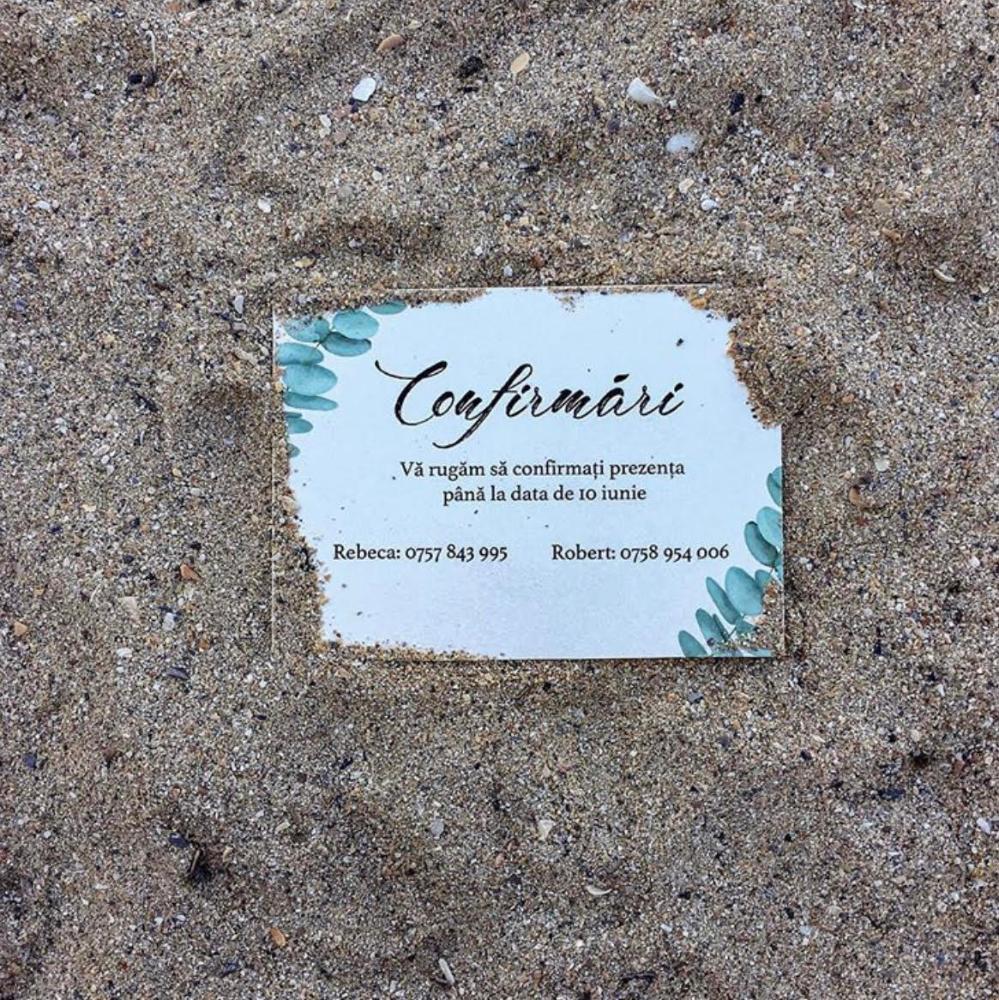 Confirmări
Vă rugăm să confirmați prezența
până la data de 10 iunie
Rebeca: 0757 843 995 Robert: 0758 954 006